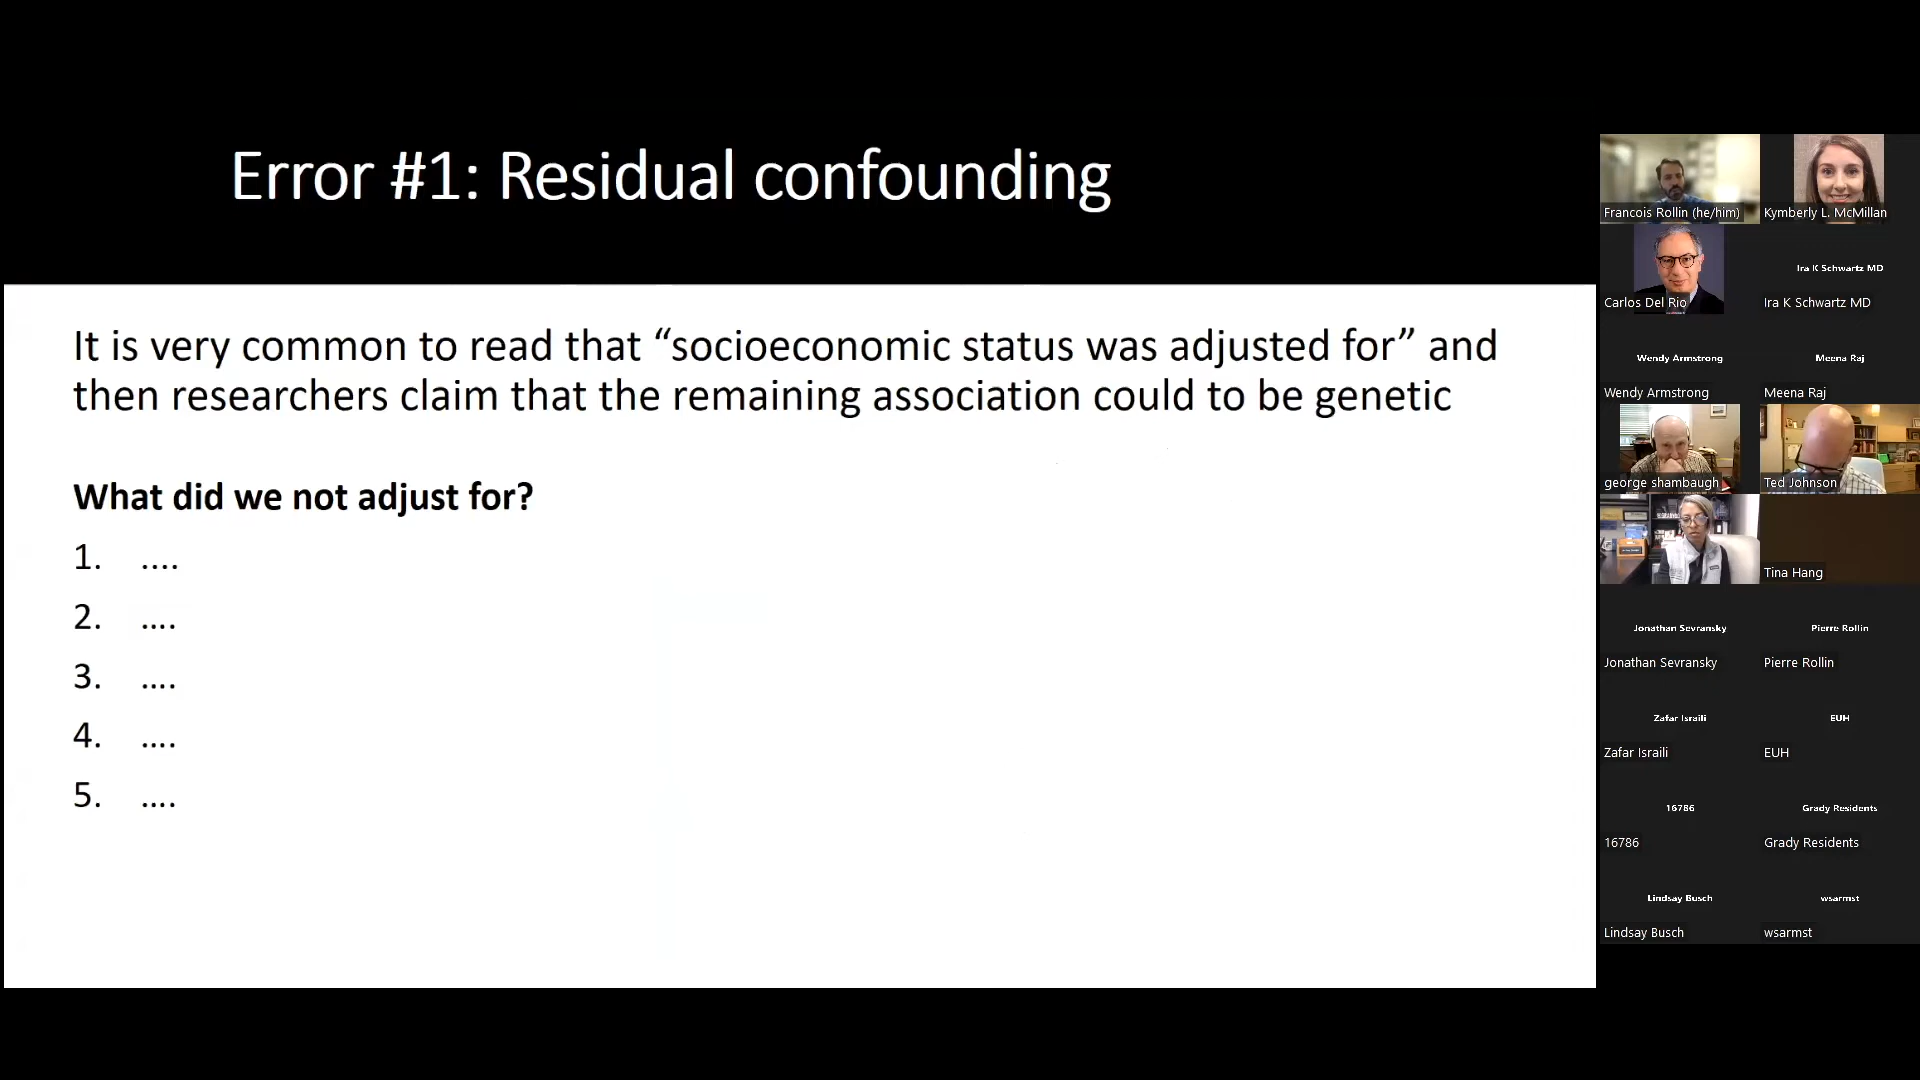 Error #1: Residual confounding
It is very common to read that “socioeconomic status was adjusted for” and
then researchers claim that the remaining association could to be genetic
What did we not adjust for?
1. ....
2. ....
3. ....
4. ....
5. ....
Francois Rollin (he/him)
Kymberly L. McMillan
Carlos Del Rio
Ira K Schwartz MD
Ira K Schwartz MD
Wendy Armstrong
Wendy Armstrong
Meena Raj
Meena Raj
george shambaugh
Ted Johnson
Tina Hang
Jonathan Sevransky
Jonathan Sevransky
Pierre Rollin
Pierre Rollin
Zafar Israili
Zafar Israili
EUH
EUH
16786
16786
Grady Residents
Grady Residents
Lindsay Busch
Lindsay Busch
wsarmst
wsarmst